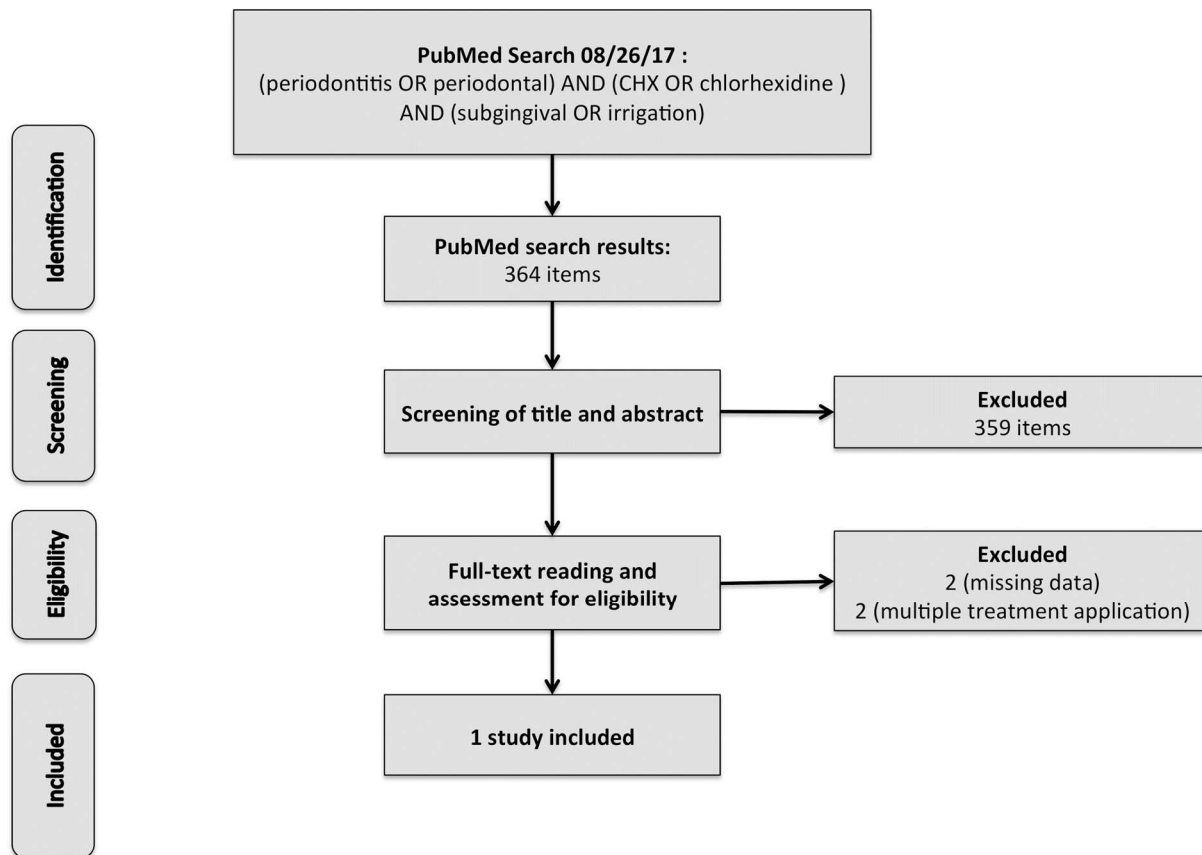 PubMed Search 08/26/17 :
(periodontitis OR periodontal) AND (CHX OR chlorhexidine )
AND (subgingival OR irrigation)
Identification
PubMed search results:
364 items
Screening
Screening of title and abstract
Excluded
359 items
Eligibility
Full-text reading and
assessment for eligibility
Excluded
2 (missing data)
2 (multiple treatment application)
Included
1 study included